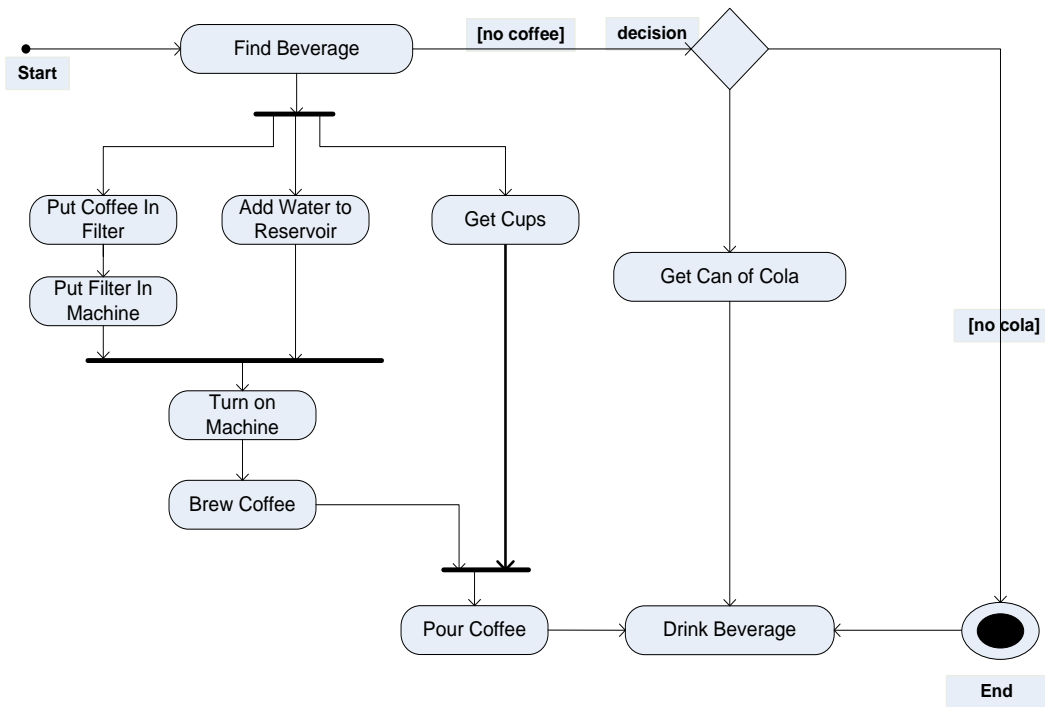 Find Beverage
[no coffee]
decision
Start
Put Coffee In
Filter
Add Water to
Reservoir
Get Cups
Get Can of Cola
Put Filter In
Machine
[no cola]
Turn on
Machine
Brew Coffee
Pour Coffee
Drink Beverage
End